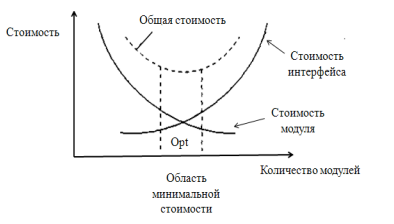 Общая стоимость
Стоимость
Стоимость
интерфейса
Стоимость
модуля
Opt
Область
минимальной
стоимости
Количество модулей